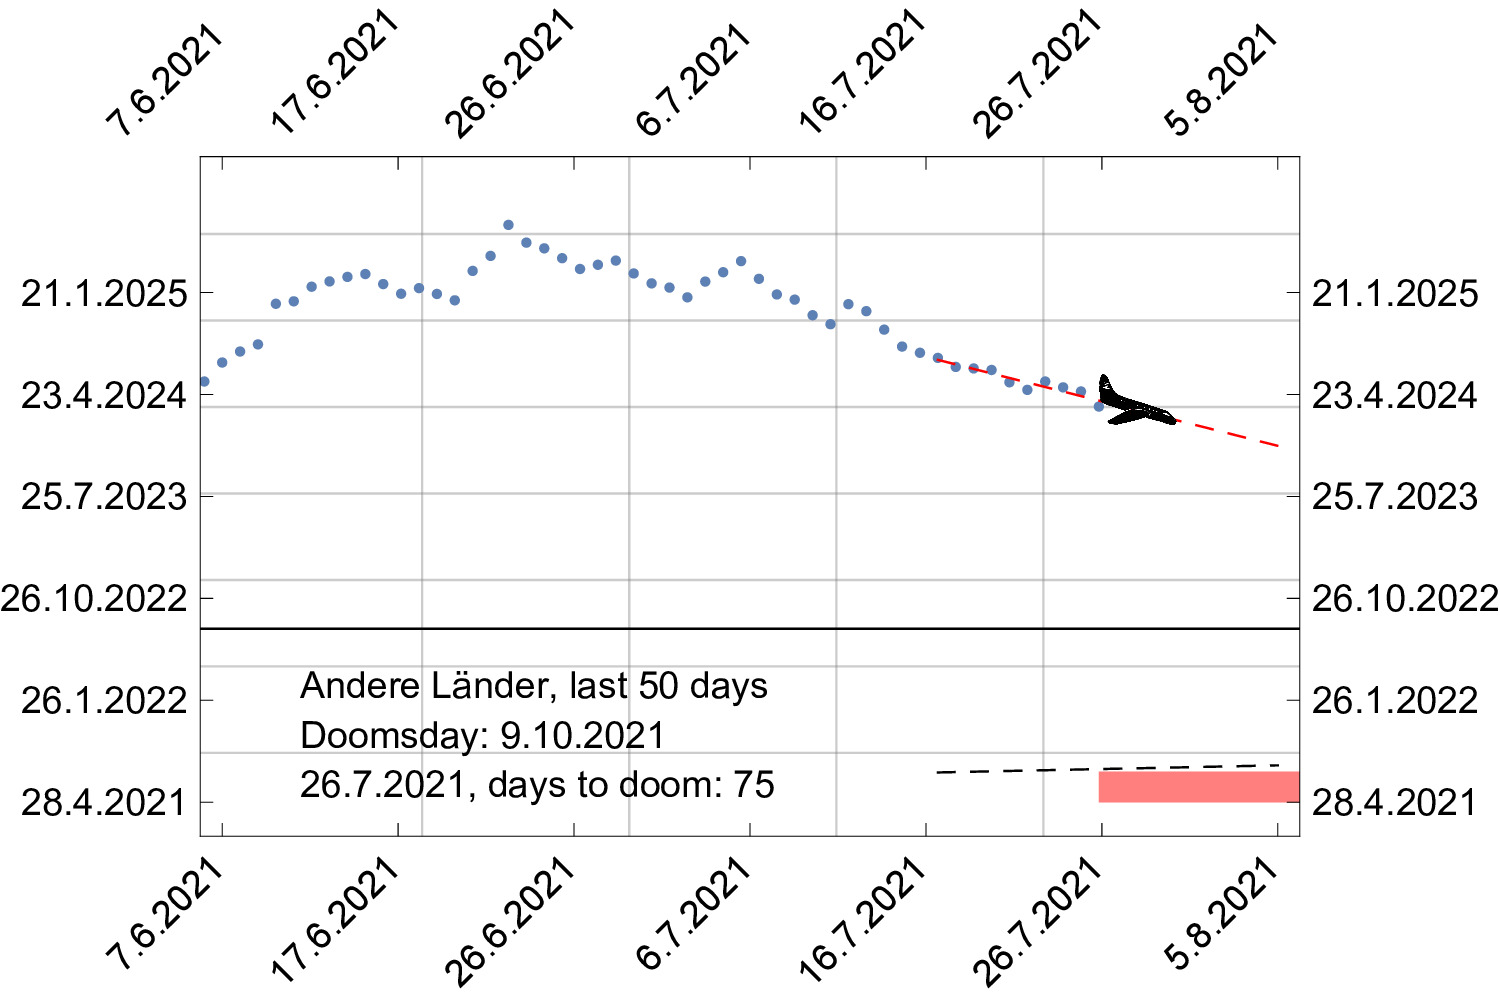 7.6.2021 17.6.2021 26.6.2021 6.7.2021 16.7.2021 26.7.2021 5.8.2021
21.1.2025 21.1.2025
23.4.2024 23.4.2024
25.7.2023 25.7.2023
26.10.2022 26.10.2022
Andere Länder, last 50 days
26.1.2022 26.1.2022
Doomsday: 9.10.2021
26.7.2021, days to doom: 75
28.4.2021 28.4.2021
7.6.2021 17.6.2021 26.6.2021 6.7.2021 16.7.2021 26.7.2021 5.8.2021